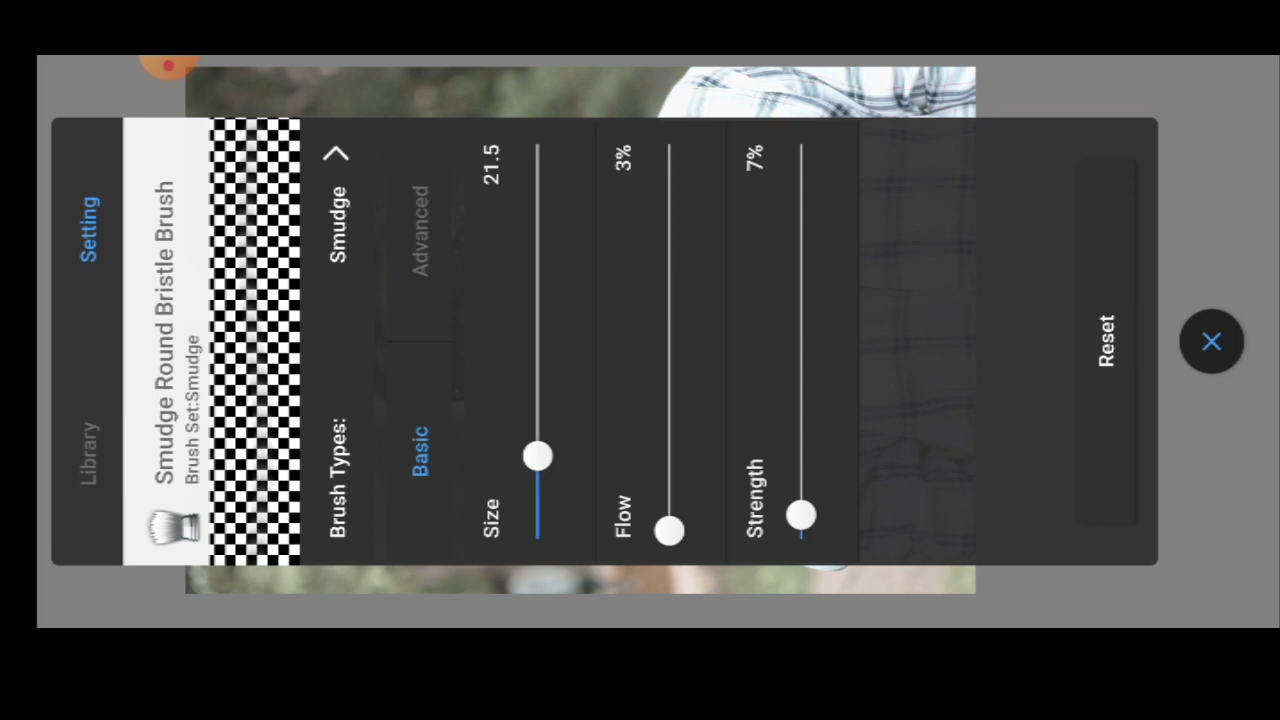 Library
Setting
Smudge Round Bristle Brush
Brush Set:Smudge
Brush Types:
Smudge
Basic
Advanced
Size
21.5
Flow
3%
Strength
7%
Reset